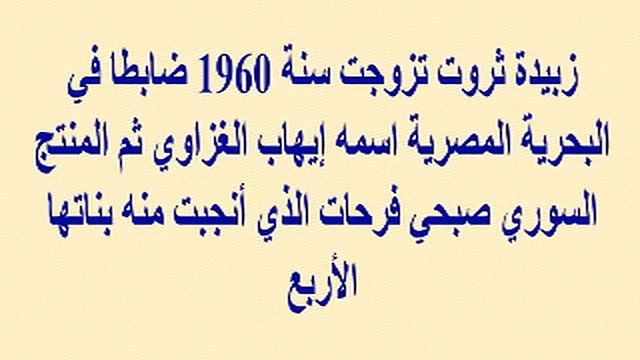 زبيدة ثروت تزوجت سنة 1960 ضابطا في
البحرية المصرية اسمه إيهاب الغزاوي ثم المنتج
السوري صبحي فرحات الذي أنجبت منه بناتها
الأربع